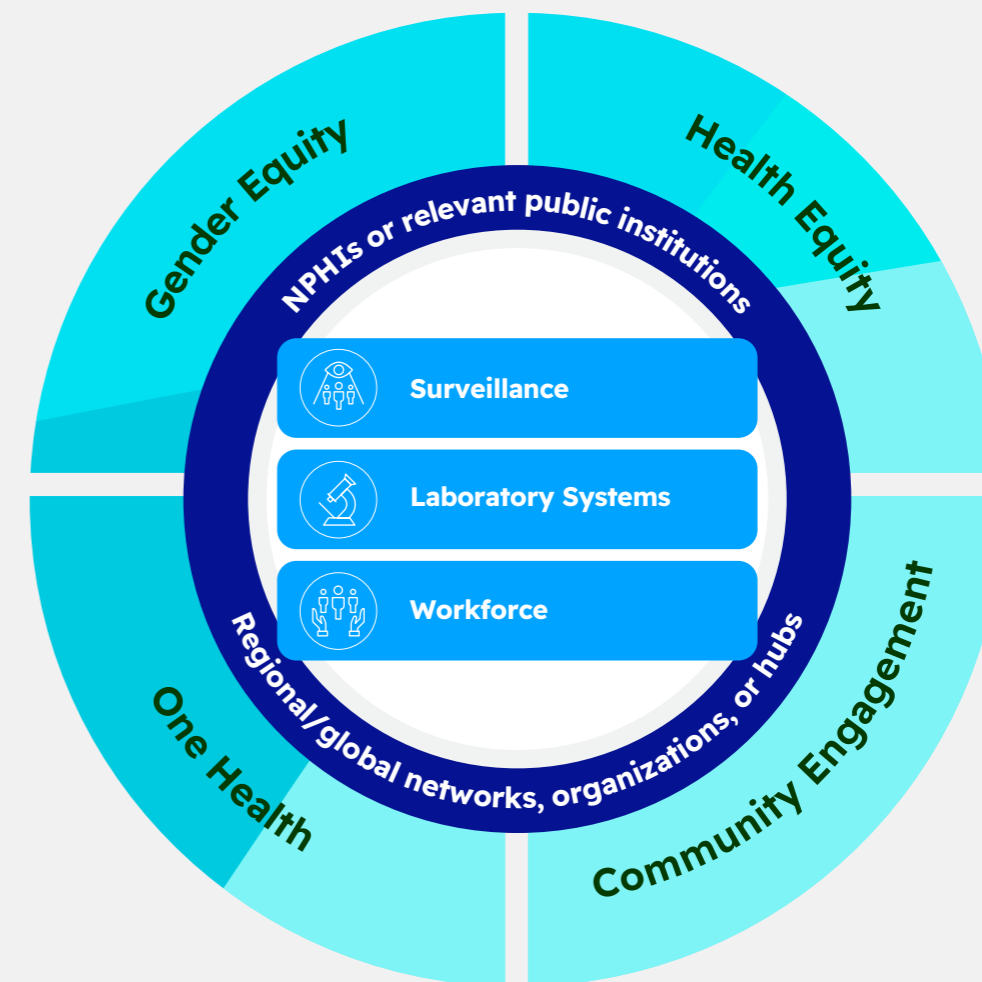 Gender Equity
Health Equity
NPHIs or relevant public institutions
Surveillance
Laboratory Systems
Workforce
Regional/global networks, organizations, or hubs
One Health
Community Engagement